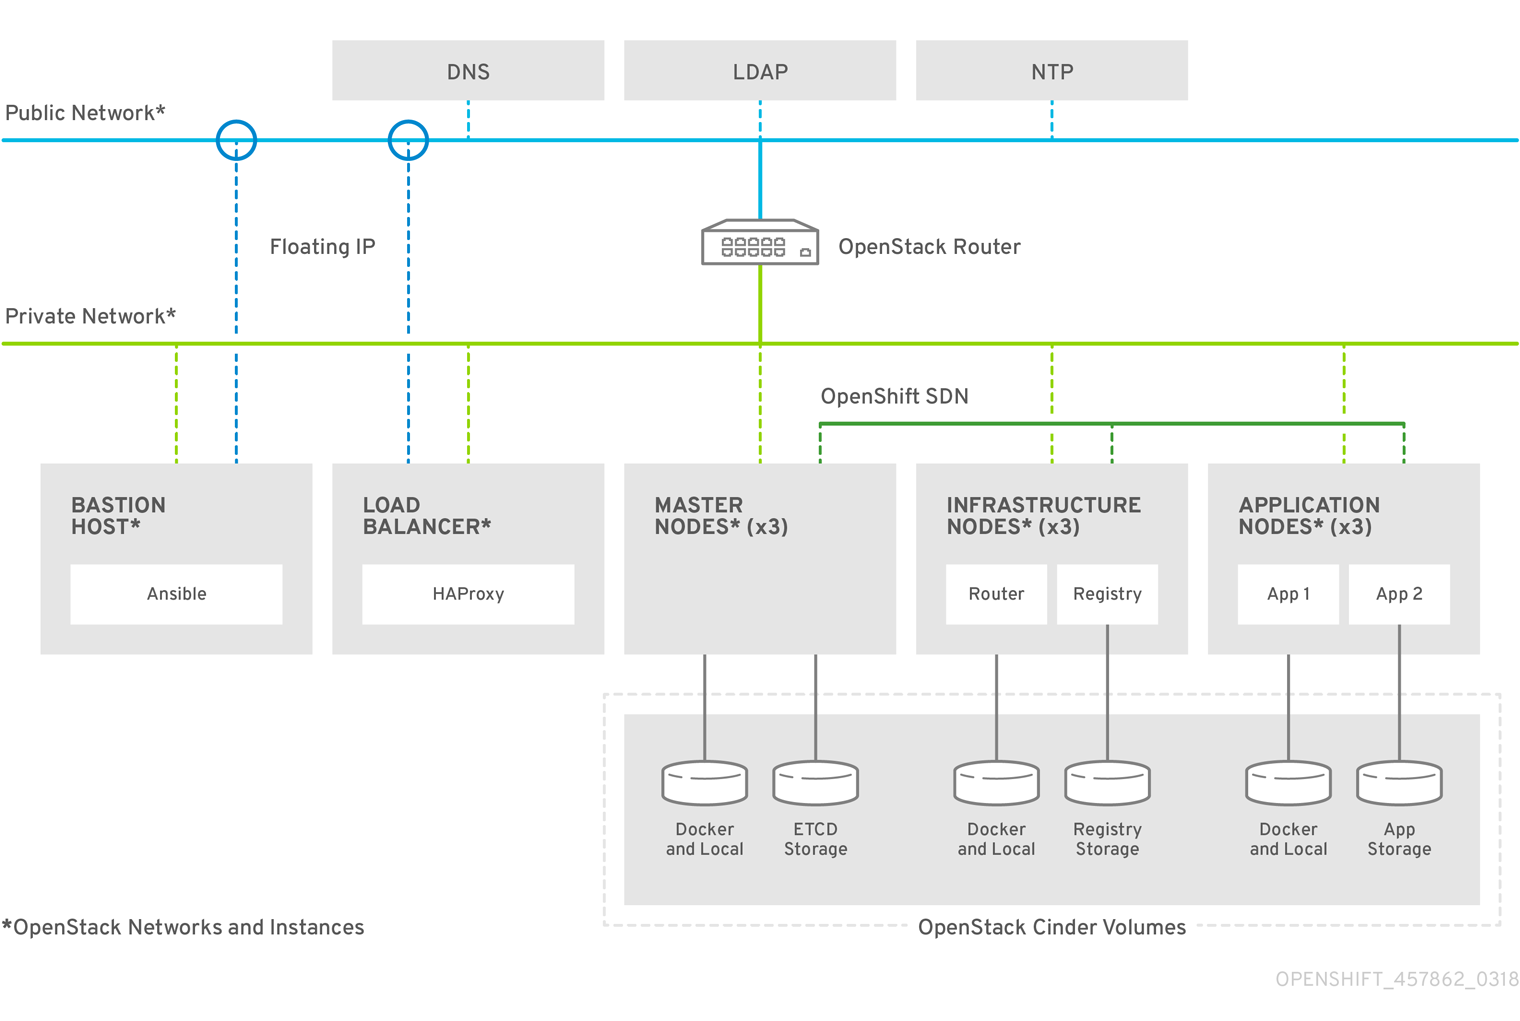 DNS
LDAP
NTP
Public Network*
Floating IP
OpenStack Router
Private Network*
OpenShift SDN
BASTION
HOST*
Ansible
LOAD
BALANCER*
HAProxy
MASTER
NODES* (x3)
INFRASTRUCTURE
NODES* (x3)
Router
Registry
APPLICATION
NODES* (x3)
App 1
App 2
Docker
and Local
ETCD
Storage
Docker
and Local
Registry
Storage
Docker
and Local
App
Storage
*OpenStack Networks and Instances
OpenStack Cinder Volumes
OPENSHIFT_457862_0318